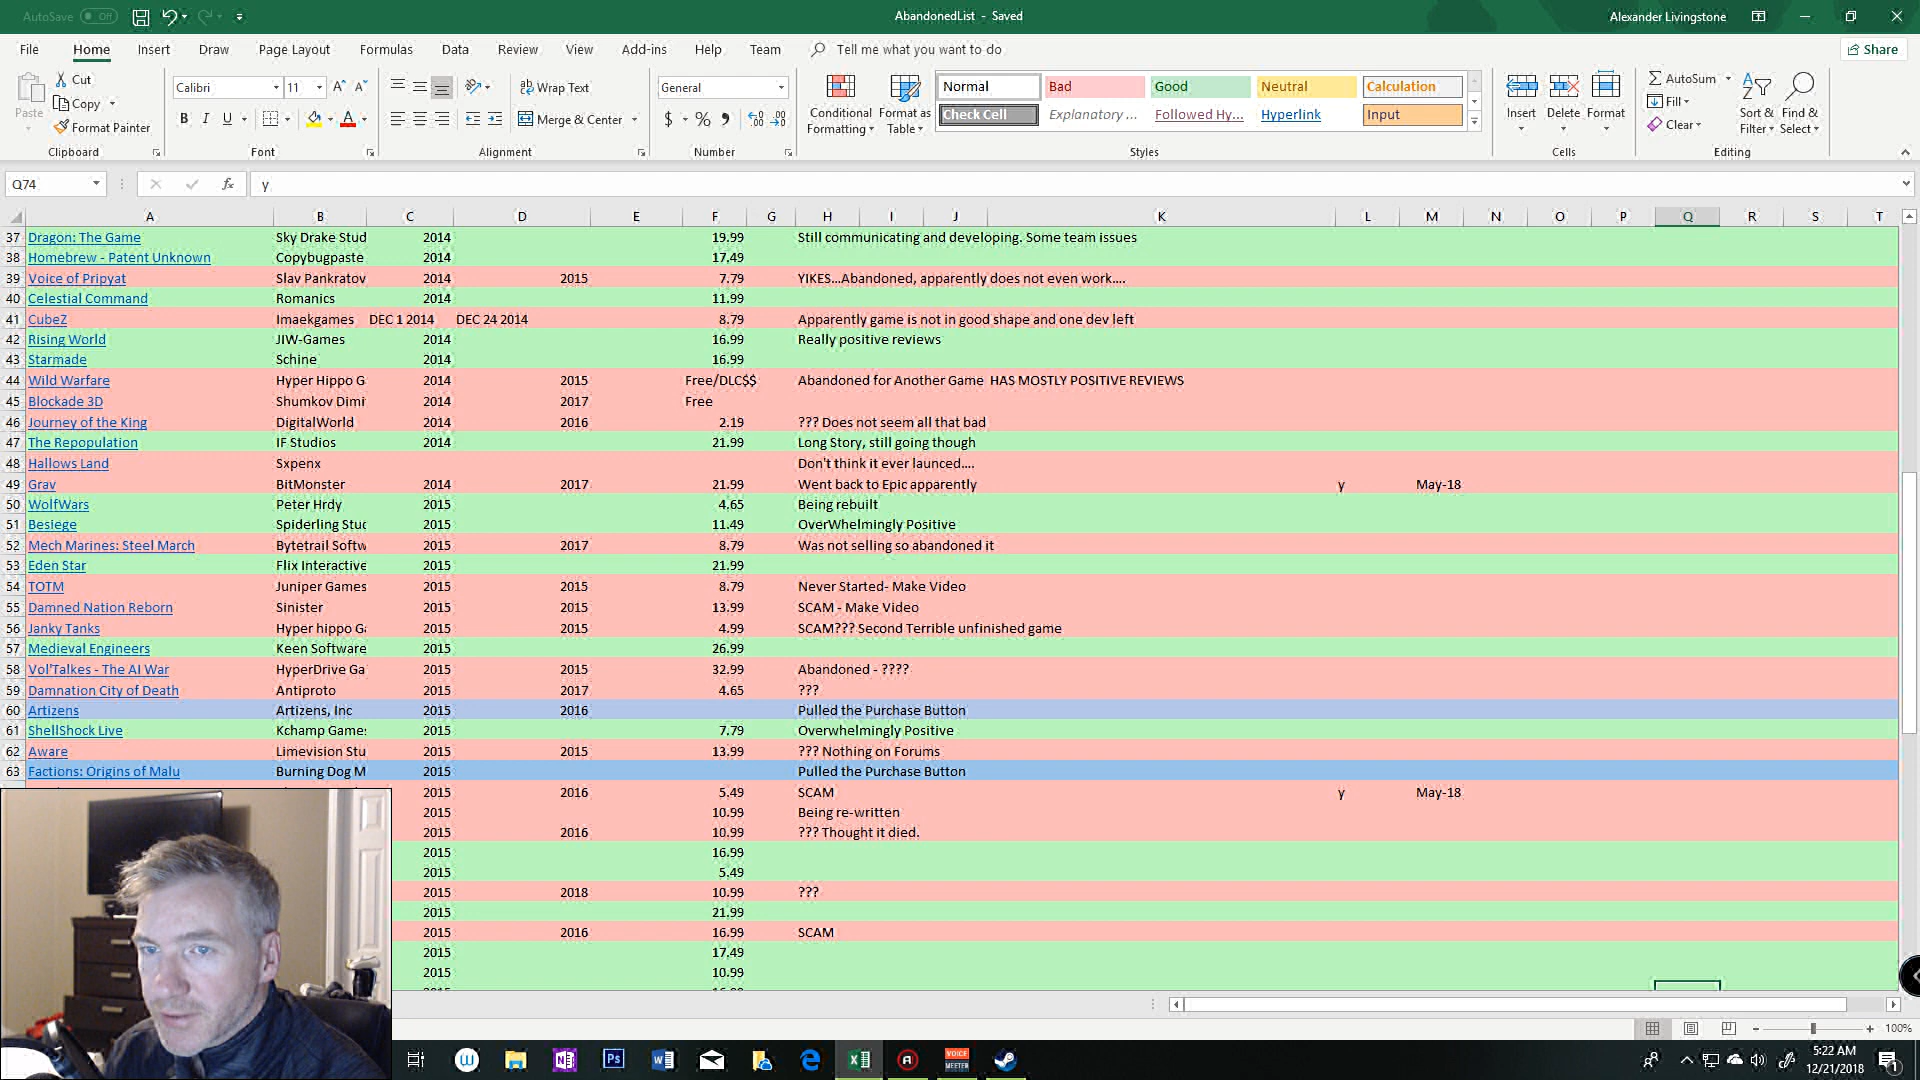 AutoSave Off AbandonedList - Saved Alexander Livingstone
File Home Insert Draw Page Layout Formulas Data Review View Add-ins Help Team Tell me what you want to do Share
Paste Cut Copy Format Painter Clipboard
Calibri 11 A A B I U A Font
Wrap Text Merge & Center Alignment
General $ % Number
Conditional Formatting Format as Table
Normal Bad Good Neutral Calculation
Check Cell Explanatory ... Followed Hy... Hyperlink Input
Styles
Insert Delete Format Cells
AutoSum Fill Clear Sort & Filter Find & Select Editing
Q74 fx y
A B C D E F G H I J K L M N O P Q R S T
37 Dragon: The Game Sky Drake Stud 2014 19.99 Still communicating and developing. Some team issues
38 Homebrew - Patent Unknown Copybugpaste 2014 17.49
39 Voice of Pripyat Slav Pankratov 2014 2015 7.79 YIKES...Abandoned, apparently does not even work....
40 Celestial Command Romanics 2014 11.99
41 CubeZ Imaekgames DEC 1 2014 DEC 24 2014 8.79 Apparently game is not in good shape and one dev left
42 Rising World JIW-Games 2014 16.99 Really positive reviews
43 Starmade Schine 2014 16.99
44 Wild Warfare Hyper Hippo G 2014 2015 Free/DLC$$ Abandoned for Another Game HAS MOSTLY POSITIVE REVIEWS
45 Blockade 3D Shumkov Dimi 2014 2017 Free
46 Journey of the King DigitalWorld 2014 2016 2.19 ??? Does not seem all that bad
47 The Repopulation IF Studios 2014 21.99 Long Story, still going though
48 Hallows Land Sxpenx Don't think it ever launced....
49 Grav BitMonster 2014 2017 21.99 Went back to Epic apparently y May-18
50 WolfWars Peter Hrdy 2015 4.65 Being rebuilt
51 Besiege Spiderling Stuc 2015 11.49 OverWhelmingly Positive
52 Mech Marines: Steel March Bytetrail Softw 2015 2017 8.79 Was not selling so abandoned it
53 Eden Star Flix Interactive 2015 21.99
54 TOTM Juniper Games 2015 2015 8.79 Never Started- Make Video
55 Damned Nation Reborn Sinister 2015 2015 13.99 SCAM - Make Video
56 Janky Tanks Hyper hippo Ga 2015 2015 4.99 SCAM??? Second Terrible unfinished game
57 Medieval Engineers Keen Software 2015 26.99
58 Vol'Talkes - The AI War HyperDrive Ga 2015 2015 32.99 Abandoned - ????
59 Damnation City of Death Antiproto 2015 2017 4.65 ???
60 Artizens Artizens, Inc 2015 2016 Pulled the Purchase Button
61 ShellShock Live Kchamp Game 2015 7.79 Overwhelmingly Positive
62 Aware Limevision Stu 2015 2015 13.99 ??? Nothing on Forums
63 Factions: Origins of Malu Burning Dog M 2015 Pulled the Purchase Button
2015 2016 5.49 SCAM y May-18
2015 10.99 Being re-written
2015 2016 10.99 ??? Thought it died.
2015 16.99
2015 5.49
2015 2018 10.99 ???
2015 21.99
2015 2016 16.99 SCAM
2015 17.49
2015 10.99
100%
Ps VOICE MEETER
5:22 AM
12/21/2018
1